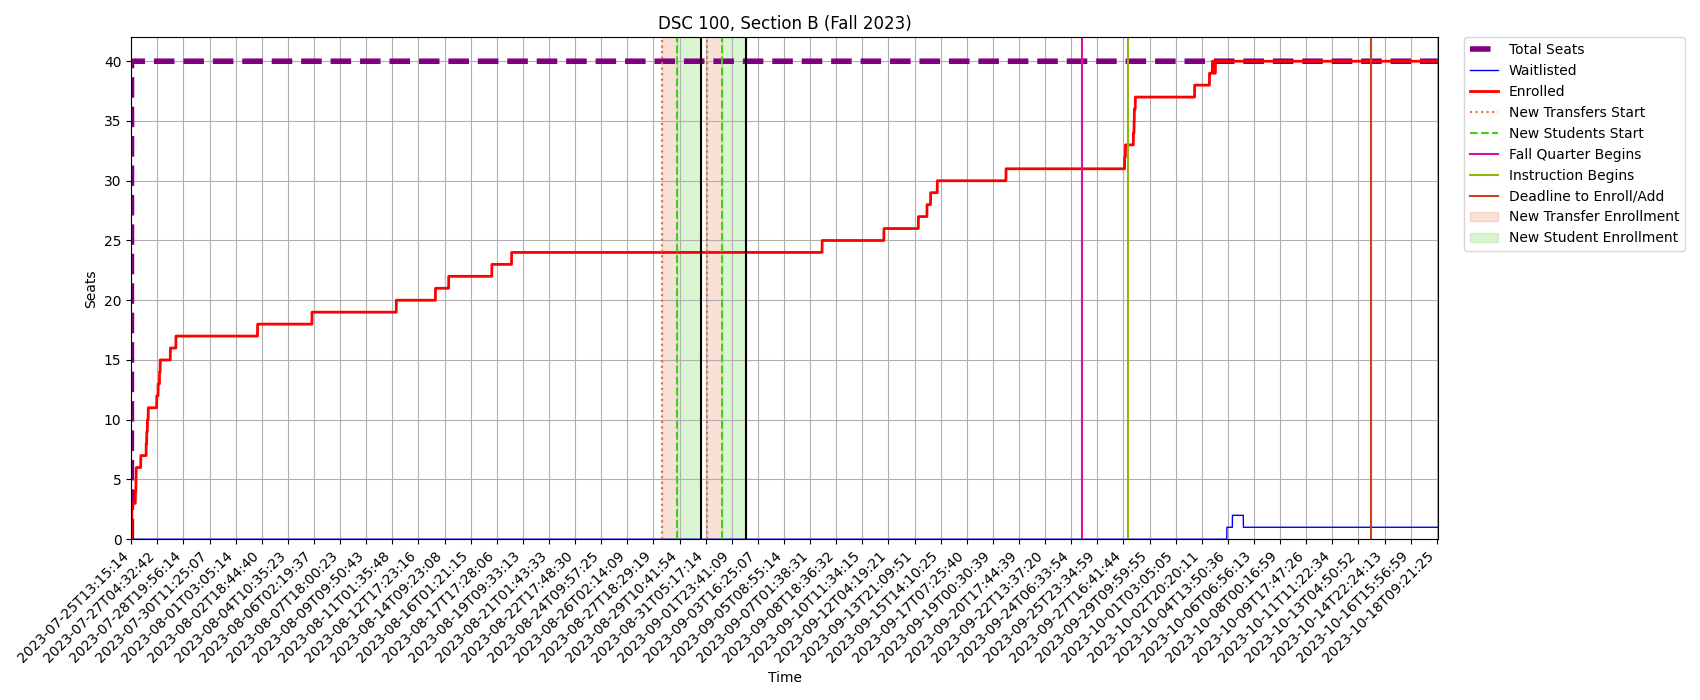 DSC 100, Section B (Fall 2023)
Seats
40
35
30
25
20
15
10
5
0
2023-07-25T13:15:14
2023-07-27T04:32:42
2023-07-28T19:56:14
2023-07-30T11:25:07
2023-08-01T03:05:14
2023-08-02T18:44:40
2023-08-04T10:35:23
2023-08-06T02:19:37
2023-08-07T18:00:23
2023-08-09T09:50:43
2023-08-11T01:35:48
2023-08-12T17:23:16
2023-08-14T09:23:08
2023-08-16T01:21:15
2023-08-17T17:28:06
2023-08-19T09:33:13
2023-08-21T01:43:33
2023-08-22T17:48:30
2023-08-24T09:57:25
2023-08-26T02:14:09
2023-08-27T18:29:19
2023-08-29T10:41:54
2023-08-31T05:17:14
2023-09-01T23:41:09
2023-09-03T16:25:07
2023-09-05T08:55:14
2023-09-07T01:38:31
2023-09-08T18:36:32
2023-09-10T11:34:15
2023-09-12T04:19:21
2023-09-13T21:09:51
2023-09-15T14:10:25
2023-09-17T07:25:40
2023-09-19T00:30:39
2023-09-20T17:44:39
2023-09-22T13:37:20
2023-09-24T06:33:54
2023-09-25T23:34:59
2023-09-27T16:41:44
2023-09-29T09:59:55
2023-10-01T03:05:05
2023-10-02T20:20:11
2023-10-04T13:50:36
2023-10-06T06:56:13
2023-10-08T00:16:59
2023-10-09T17:47:26
2023-10-11T11:22:34
2023-10-13T04:50:52
2023-10-14T22:24:13
2023-10-16T15:56:59
2023-10-18T09:21:25
Time
Total Seats
Waitlisted
Enrolled
New Transfers Start
New Students Start
Fall Quarter Begins
Instruction Begins
Deadline to Enroll/Add
New Transfer Enrollment
New Student Enrollment